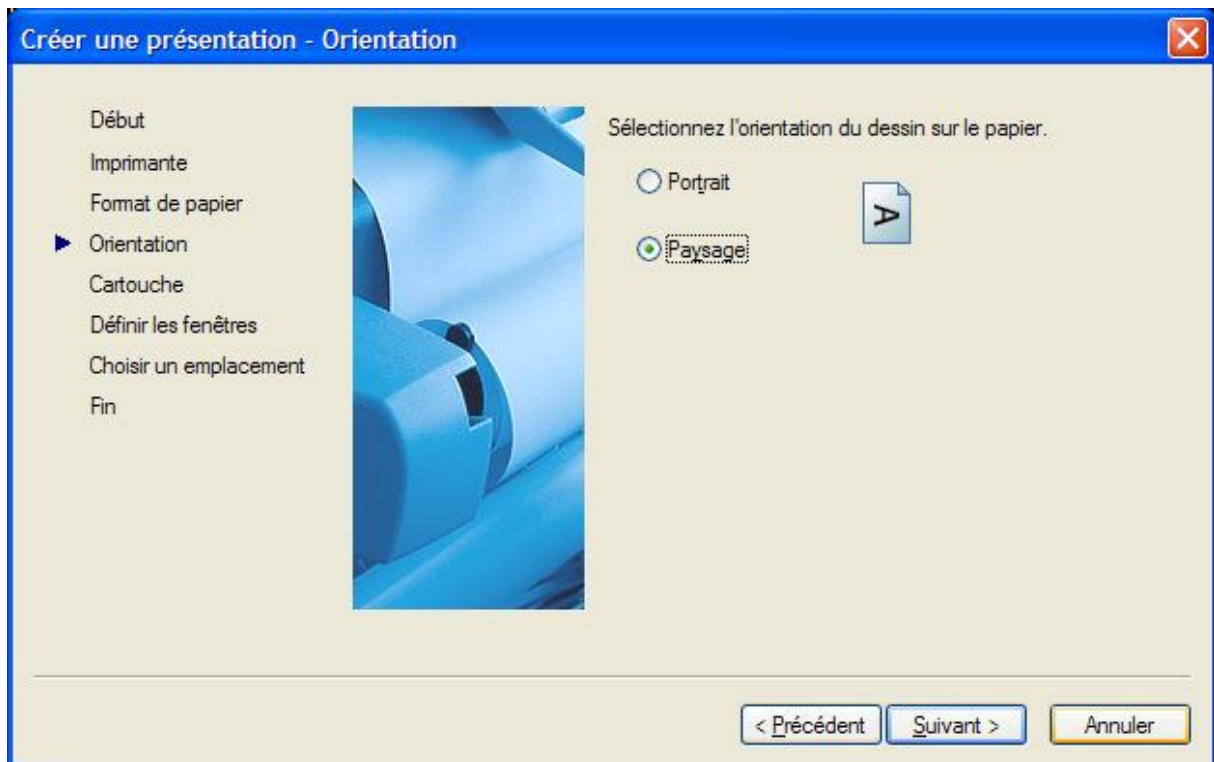 Créer une présentation - Orientation
Début
Imprimante
Format de papier
Orientation
Cartouche
Définir les fenêtres
Choisir un emplacement
Fin
Sélectionnez l'orientation du dessin sur le papier.
Portrait
Paysage
A
< Précédent
Suivant >
Annuler